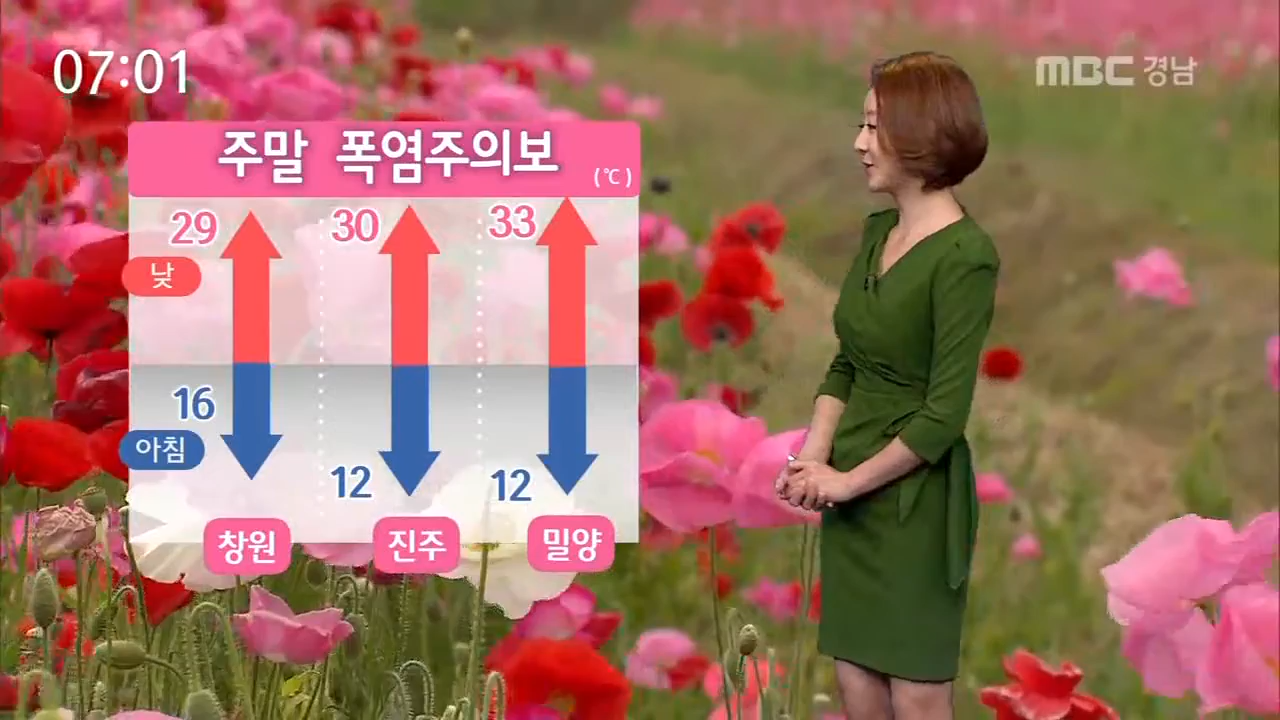 07:01
MBC 경남
주말 폭염주의보
(℃)
29 30 33
낮
16 12 12
아침
창원 진주 밀양